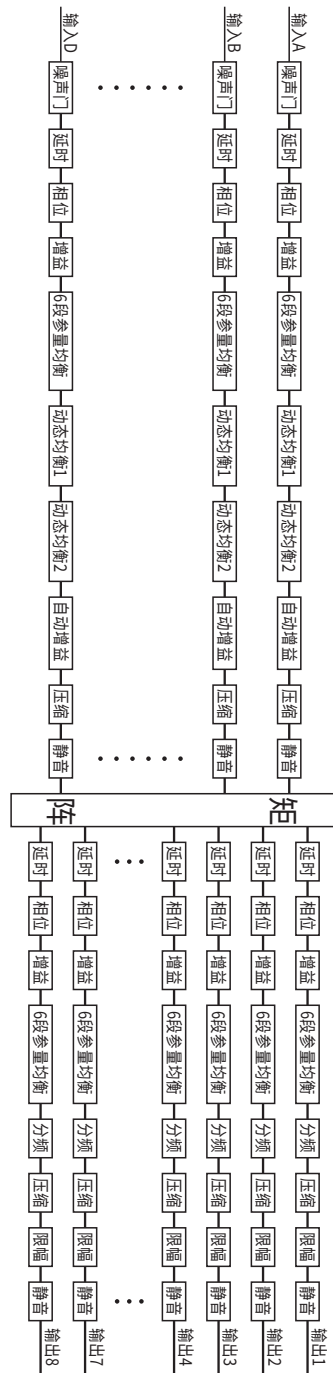 输入A 噪声门 延时 相位 增益 6段参量均衡 动态均衡1 动态均衡2 自动增益 压缩 静音
输入B 噪声门 延时 相位 增益 6段参量均衡 动态均衡1 动态均衡2 自动增益 压缩 静音
输入D 噪声门 延时 相位 增益 6段参量均衡 动态均衡1 动态均衡2 自动增益 压缩 静音
矩阵
延时 相位 增益 6段参量均衡 分频 压缩 限幅 静音 输出1
延时 相位 增益 6段参量均衡 分频 压缩 限幅 静音 输出2
延时 相位 增益 6段参量均衡 分频 压缩 限幅 静音 输出3
延时 相位 增益 6段参量均衡 分频 压缩 限幅 静音 输出4
延时 相位 增益 6段参量均衡 分频 压缩 限幅 静音 输出7
延时 相位 增益 6段参量均衡 分频 压缩 限幅 静音 输出8